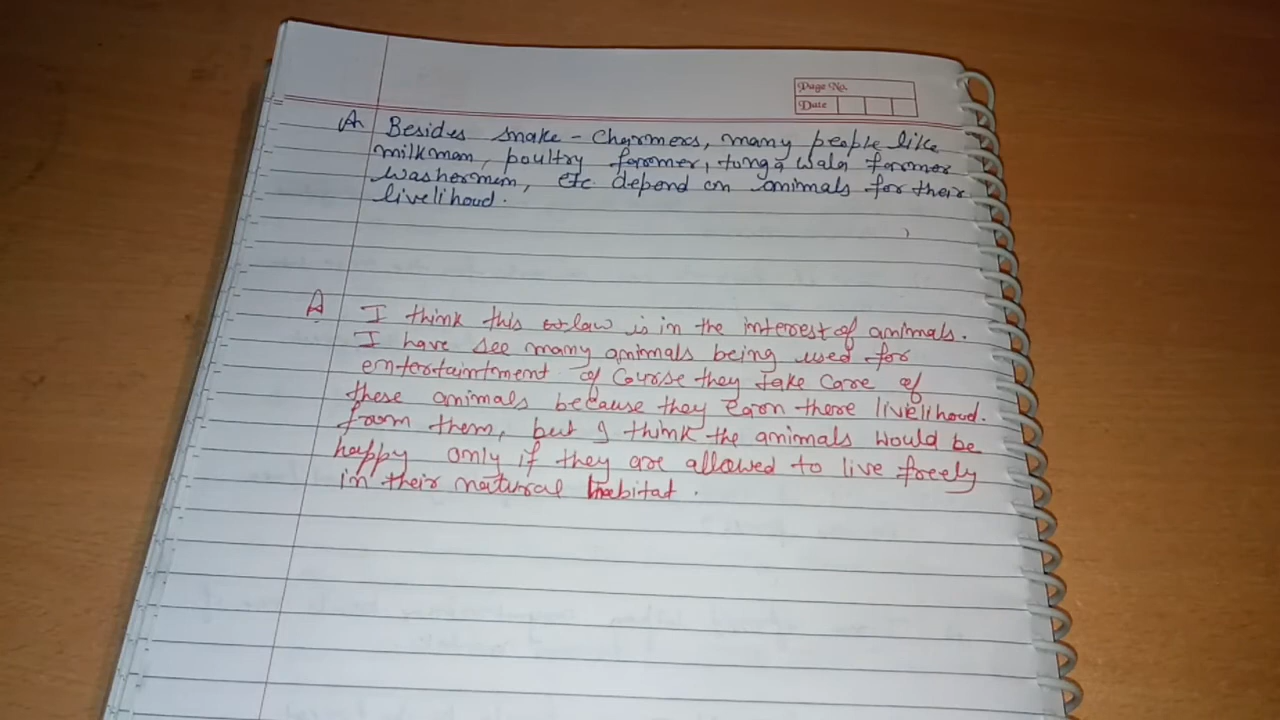 Page No.
Date
A Besides snake - Charmers, many people like
milkman, poultry farmer, tonga wala farmer
washerman, etc. depend on animals for their
livelihood.
A I think this law is in the interest of animals.
I have see many animals being used for
entertaintment of course they take care of
these animals because they earn there livelihood.
from them, but I think the animals would be
happy only if they are allowed to live freely
in their natural habitat.